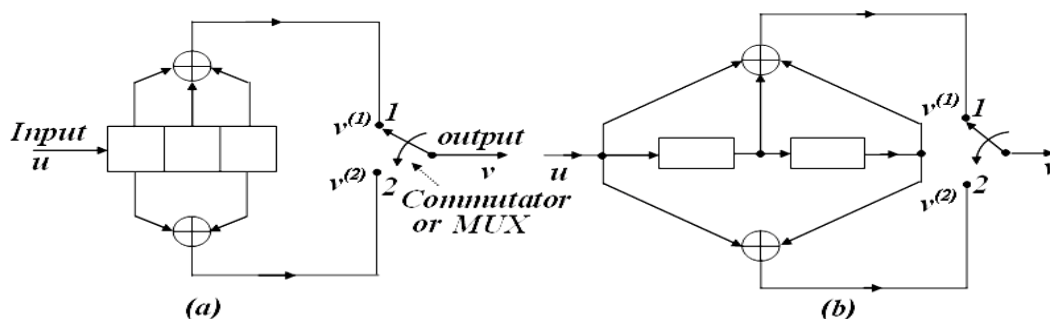 Input
u
v(1)
1
v(2)
2
output
v
Commutator
or MUX
(a)
u
v(1)
1
v(2)
2
v
(b)